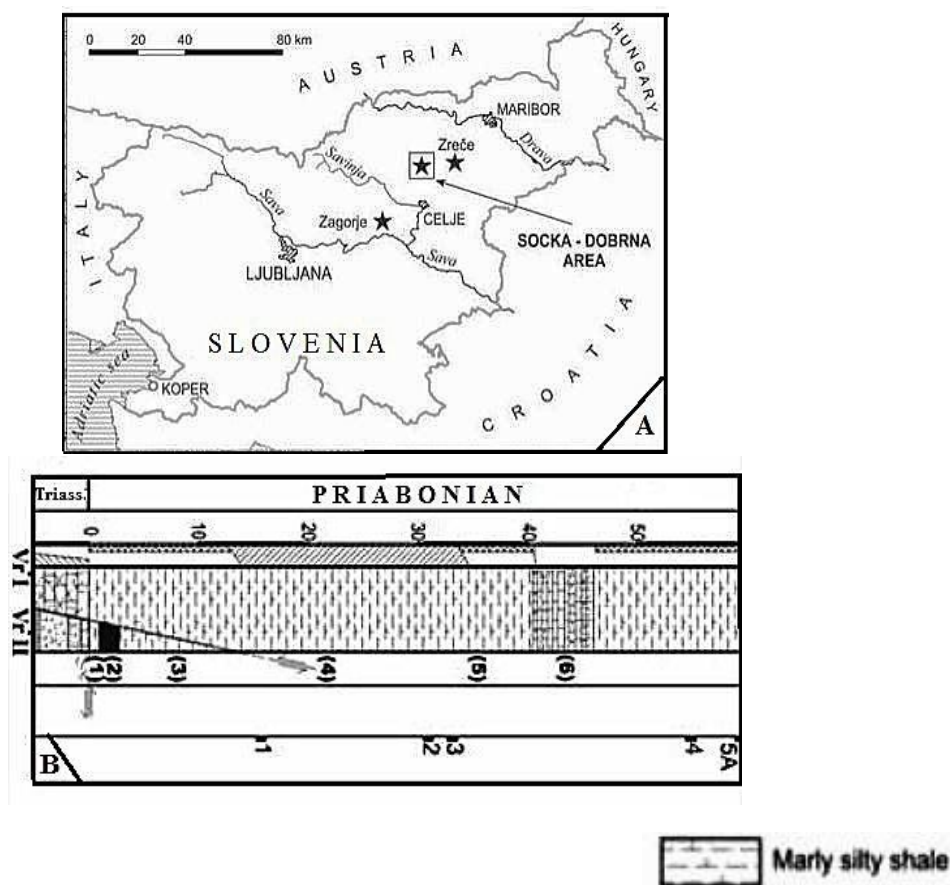 0 20 40 80 km
AUSTRIA
HUNGARY
MARIBOR
Drava
Zreče
Savinja
ITALY
Sava
Zagorje
CELJE
SOCKA - DOBRNA
AREA
LJUBLJANA
Sava
SLOVENIA
CROATIA
Adriatic sea
KOPER
A
Triass. PRIABONIAN
0 10 20 30 40 50
Vr I Vr II
(1) (2) (3) (4) (5) (6)
1 2 3 4 5A
B
Marly silty shale